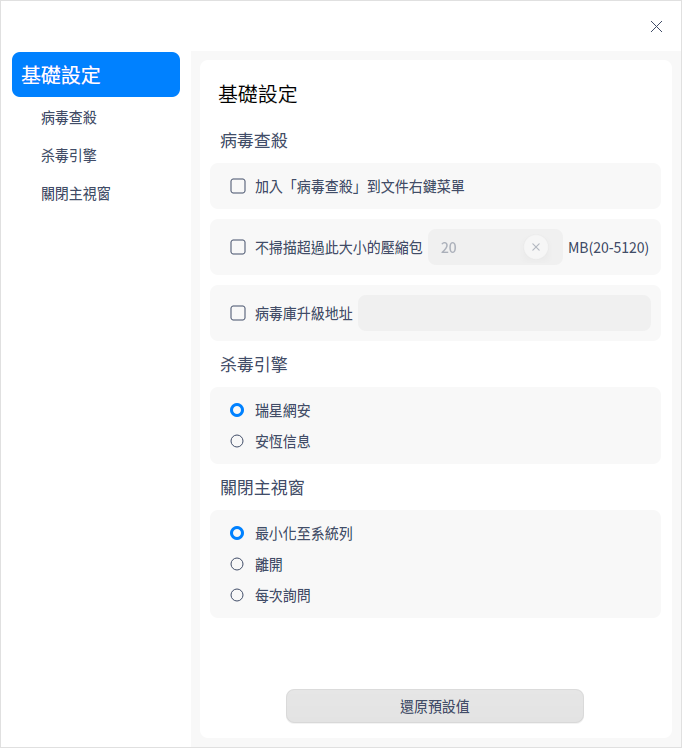 基礎設定
病毒查殺
杀毒引擎
關閉主視窗
基礎設定
病毒查殺
加入「病毒查殺」到文件右鍵菜單
不掃描超過此大小的壓縮包 20 MB(20-5120)
病毒庫升級地址
杀毒引擎
瑞星網安
安恆信息
關閉主視窗
最小化至系統列
離開
每次詢問
還原預設值